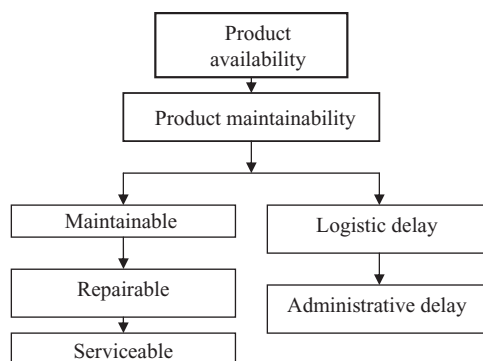 Product
availability
Product maintainability
Maintainable
Logistic delay
Repairable
Administrative delay
Serviceable